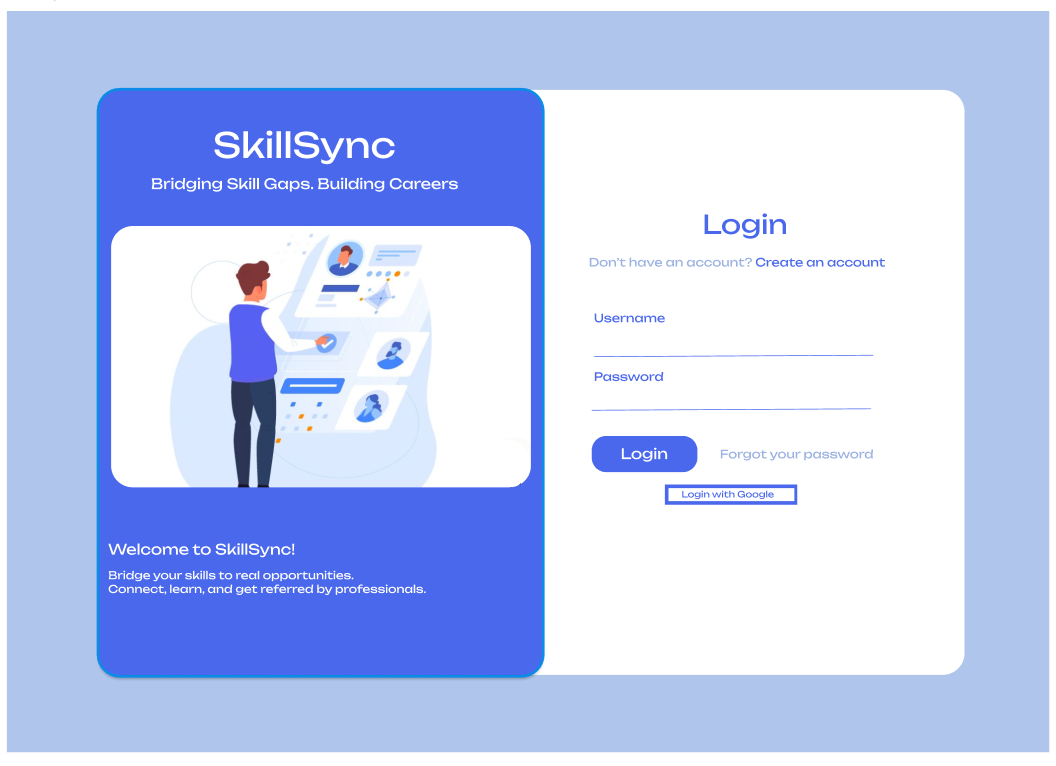 SkillSync
Bridging Skill Gaps. Building Careers
Welcome to SkillSync!
Bridge your skills to real opportunities.
Connect, learn, and get referred by professionals.
Login
Don't have an account? Create an account
Username
Password
Login
Forgot your password
Login with Google